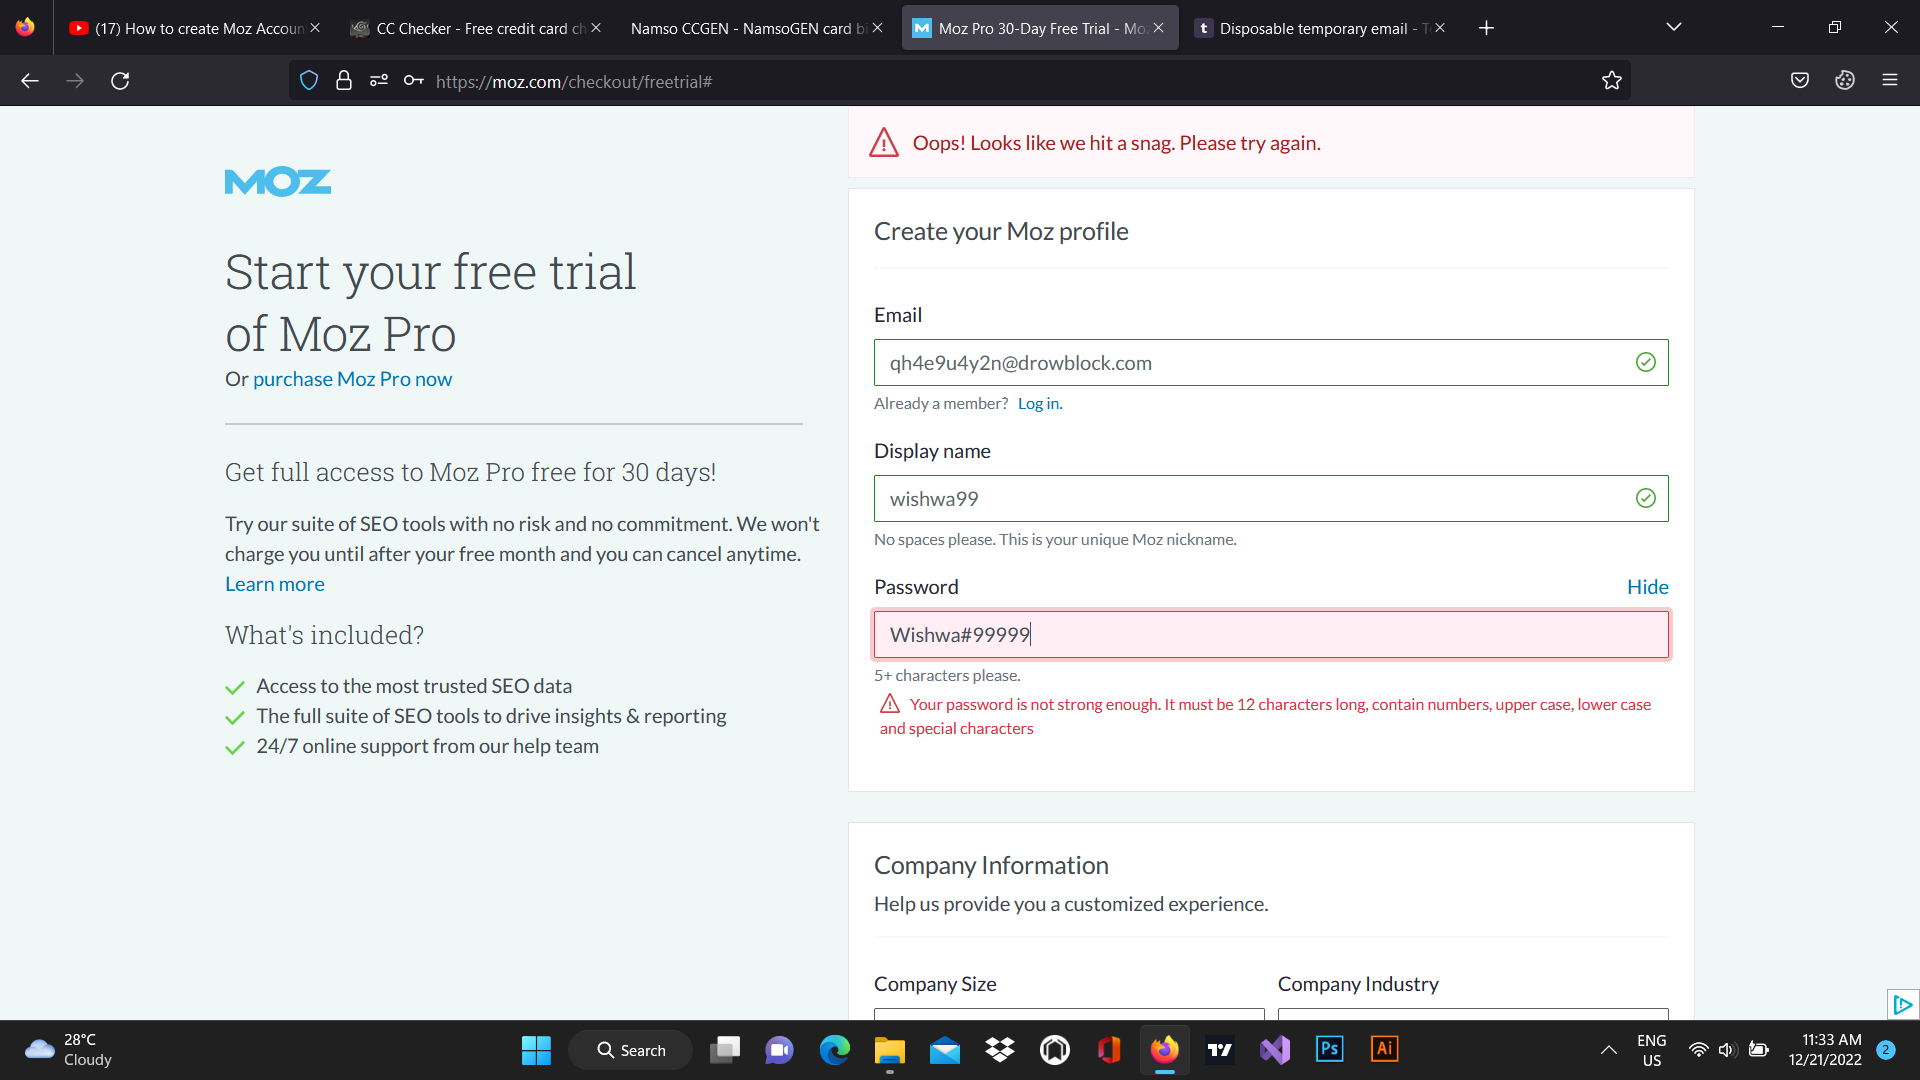 (17) How to create Moz Accoun
CC Checker - Free credit card ch
Namso CCGEN - NamsoGEN card bi
Moz Pro 30-Day Free Trial - Moz
Disposable temporary email - Te
https://moz.com/checkout/freetrial#
Oops! Looks like we hit a snag. Please try again.
MOZ
Start your free trial
of Moz Pro
Or purchase Moz Pro now
Get full access to Moz Pro free for 30 days!
Try our suite of SEO tools with no risk and no commitment. We won't
charge you until after your free month and you can cancel anytime.
Learn more
What's included?
Access to the most trusted SEO data
The full suite of SEO tools to drive insights & reporting
24/7 online support from our help team
Create your Moz profile
Email
qh4e9u4y2n@drowblock.com
Already a member? Log in.
Display name
wishwa99
No spaces please. This is your unique Moz nickname.
Password
Hide
Wishwa#99999
5+ characters please.
Your password is not strong enough. It must be 12 characters long, contain numbers, upper case, lower case
and special characters
Company Information
Help us provide you a customized experience.
Company Size
Company Industry
28°C
Cloudy
Search
Ps
Ai
ENG
US
11:33 AM
12/21/2022
2